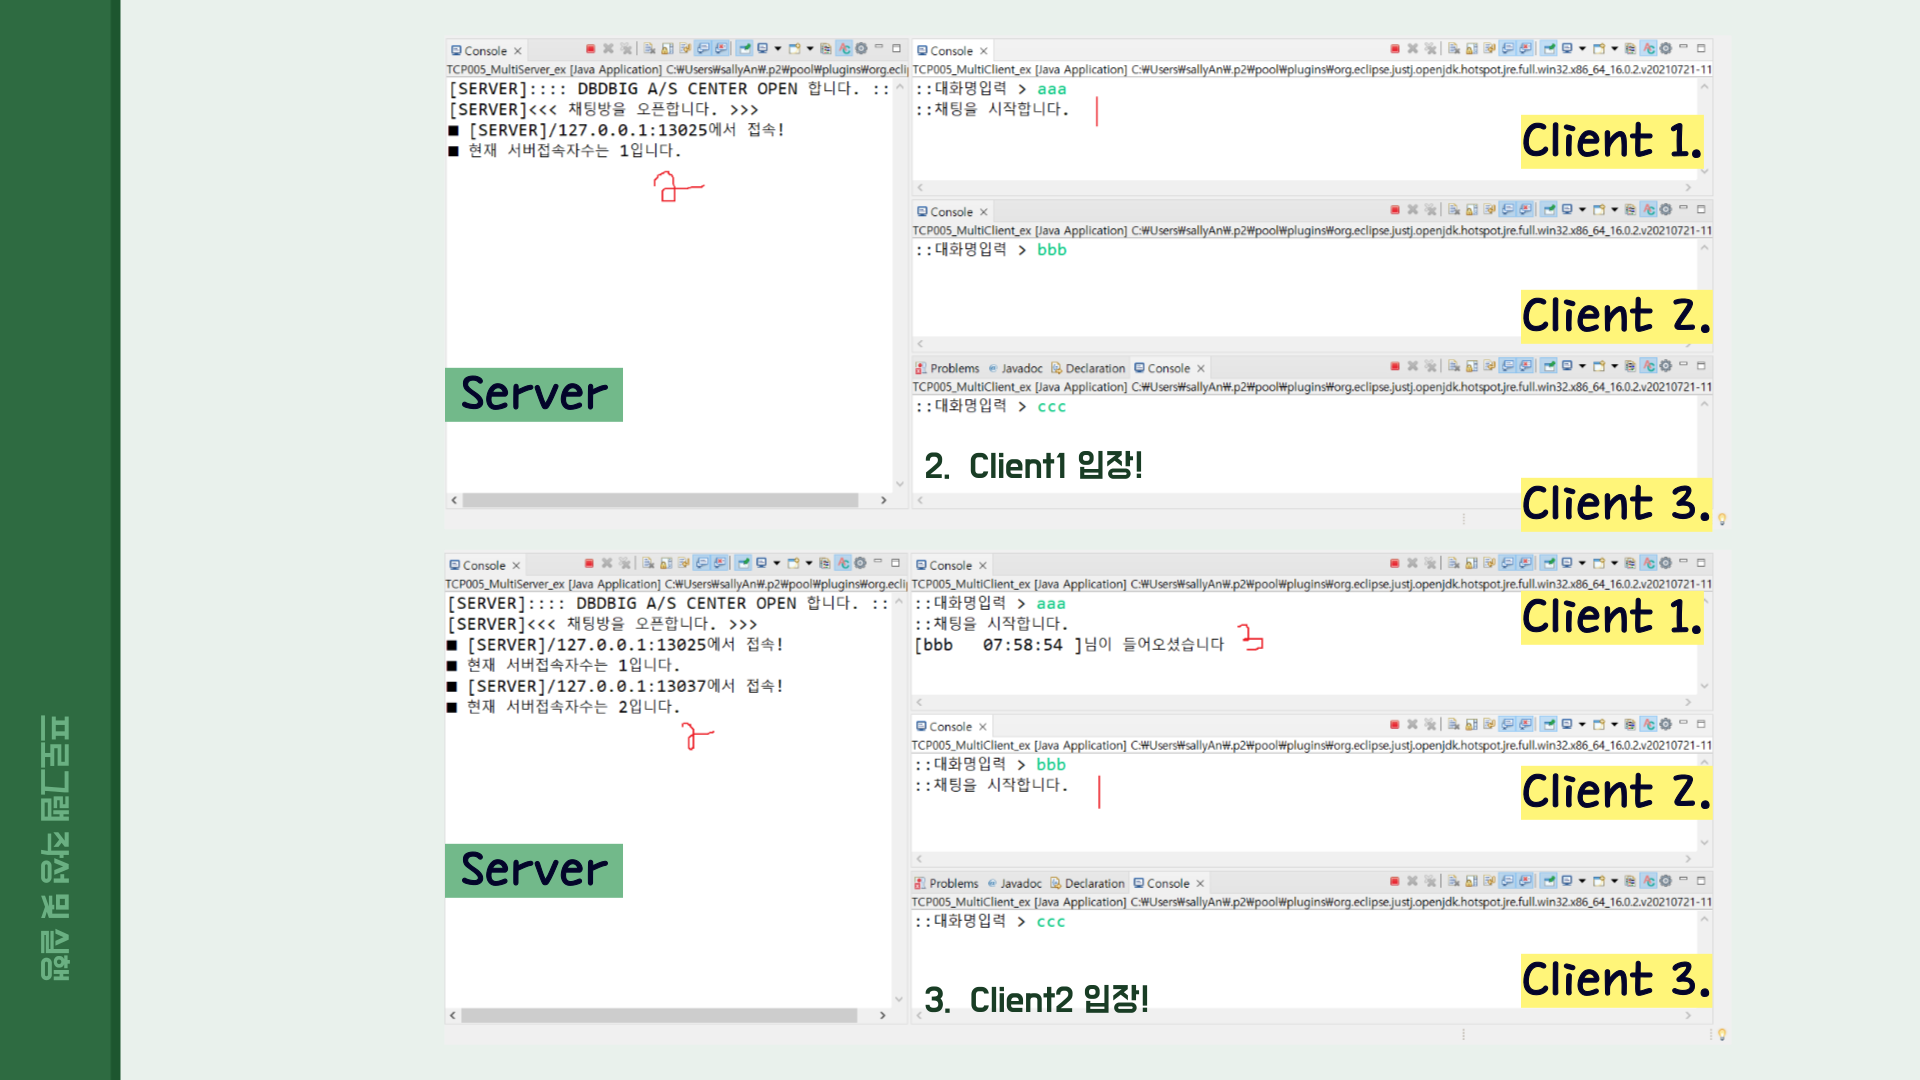 프로그램 작성 및 실행
Console
TCP005_MultiServer_ex [Java Application] C:₩Users₩sallyAn₩.p2₩pool₩plugins₩org.ecli
[SERVER]:::: DBDBIG A/S CENTER OPEN 합니다. ::
[SERVER]<<< 채팅방을 오픈합니다. >>>
■ [SERVER]/127.0.0.1:13025에서 접속!
■ 현재 서버접속자수는 1입니다.
2
Server
Console
TCP005_MultiClient_ex [Java Application] C:₩Users₩sallyAn₩.p2₩pool₩plugins₩org.eclipse.justj.openjdk.hotspot.jre.full.win32.x86_64_16.0.2.v20210721-11
::대화명입력 > aaa
::채팅을 시작합니다.
1
Client 1.
Console
TCP005_MultiClient_ex [Java Application] C:₩Users₩sallyAn₩.p2₩pool₩plugins₩org.eclipse.justj.openjdk.hotspot.jre.full.win32.x86_64_16.0.2.v20210721-11
::대화명입력 > bbb
Client 2.
Problems Javadoc Declaration Console
TCP005_MultiClient_ex [Java Application] C:₩Users₩sallyAn₩.p2₩pool₩plugins₩org.eclipse.justj.openjdk.hotspot.jre.full.win32.x86_64_16.0.2.v20210721-11
::대화명입력 > ccc
2. Client1 입장!
Client 3.
Console
TCP005_MultiServer_ex [Java Application] C:₩Users₩sallyAn₩.p2₩pool₩plugins₩org.ecli
[SERVER]:::: DBDBIG A/S CENTER OPEN 합니다. ::
[SERVER]<<< 채팅방을 오픈합니다. >>>
■ [SERVER]/127.0.0.1:13025에서 접속!
■ 현재 서버접속자수는 1입니다.
■ [SERVER]/127.0.0.1:13037에서 접속!
■ 현재 서버접속자수는 2입니다.
2
Server
Console
TCP005_MultiClient_ex [Java Application] C:₩Users₩sallyAn₩.p2₩pool₩plugins₩org.eclipse.justj.openjdk.hotspot.jre.full.win32.x86_64_16.0.2.v20210721-11
::대화명입력 > aaa
::채팅을 시작합니다.
[bbb 07:58:54 ]님이 들어오셨습니다 3
Client 1.
Console
TCP005_MultiClient_ex [Java Application] C:₩Users₩sallyAn₩.p2₩pool₩plugins₩org.eclipse.justj.openjdk.hotspot.jre.full.win32.x86_64_16.0.2.v20210721-11
::대화명입력 > bbb
::채팅을 시작합니다.
1
Client 2.
Problems Javadoc Declaration Console
TCP005_MultiClient_ex [Java Application] C:₩Users₩sallyAn₩.p2₩pool₩plugins₩org.eclipse.justj.openjdk.hotspot.jre.full.win32.x86_64_16.0.2.v20210721-11
::대화명입력 > ccc
3. Client2 입장!
Client 3.